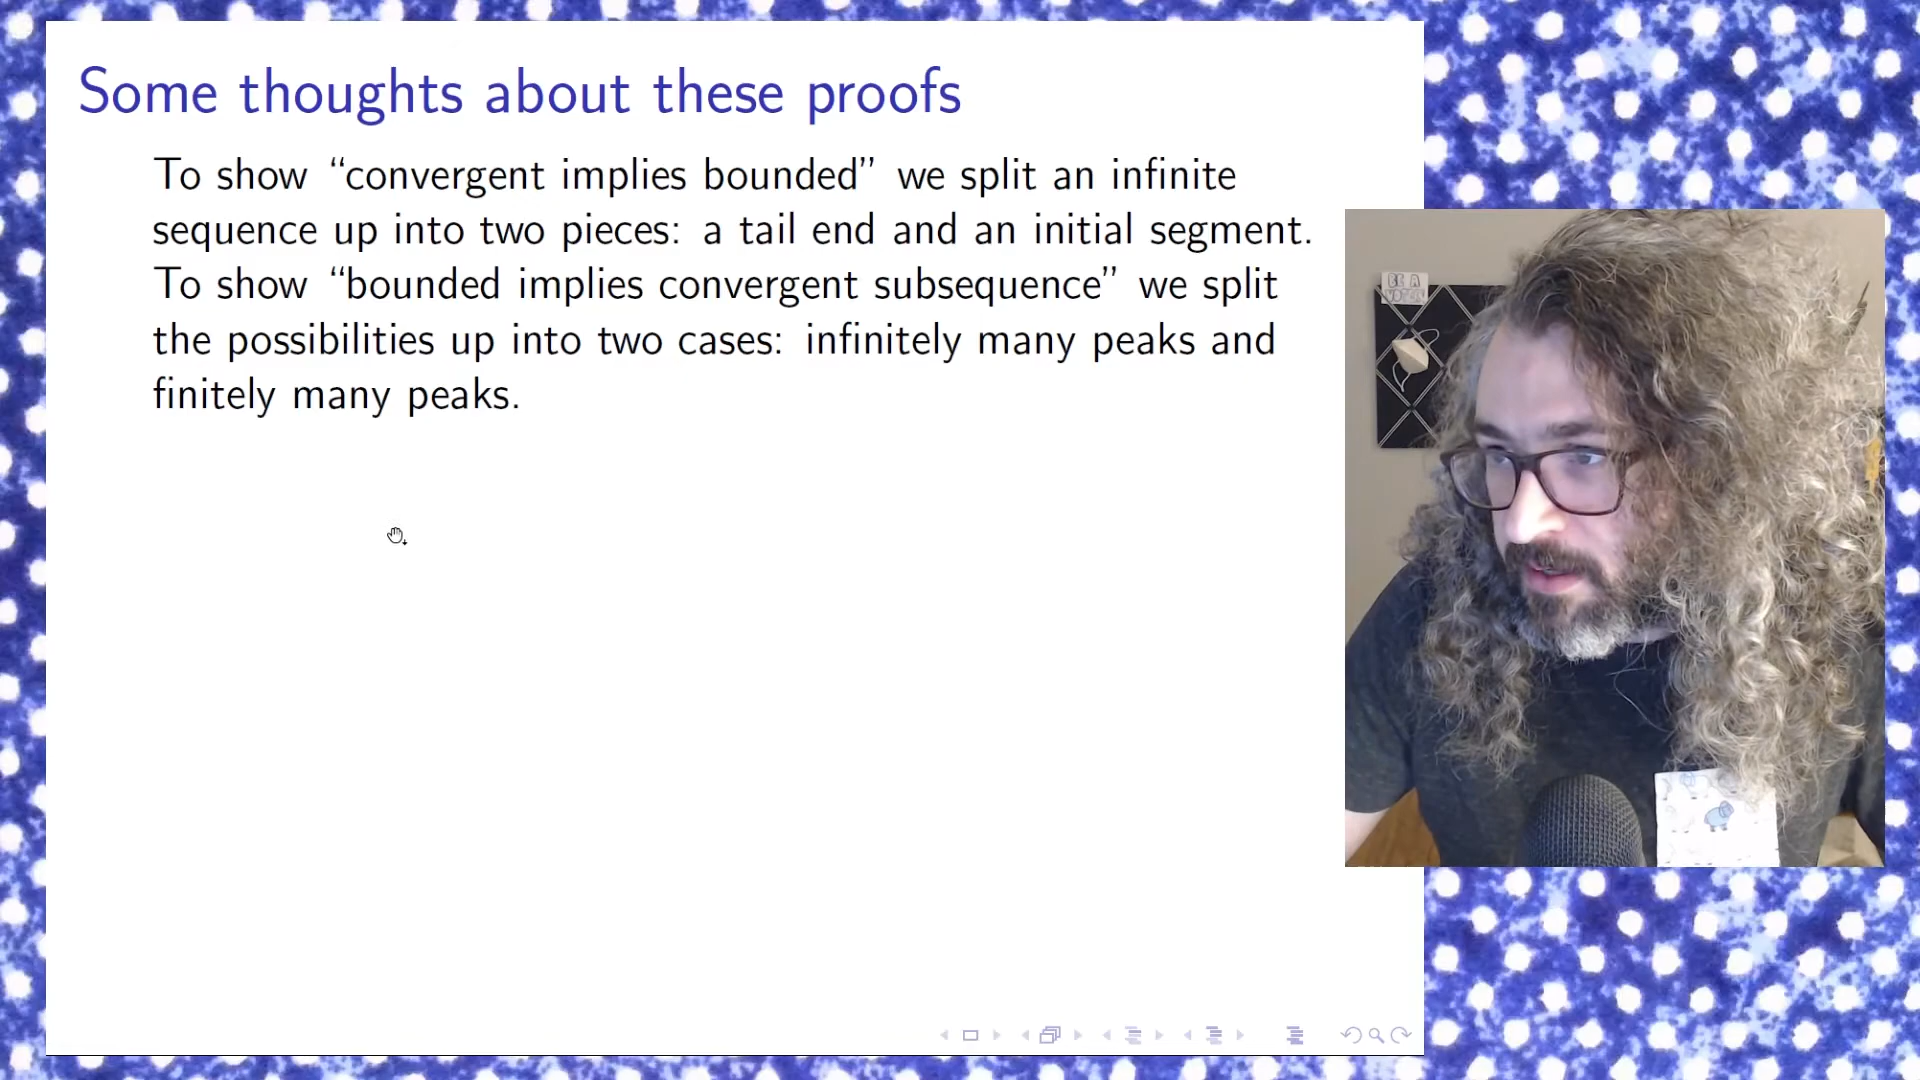 Some thoughts about these proofs
To show “convergent implies bounded” we split an infinite
sequence up into two pieces: a tail end and an initial segment.
To show “bounded implies convergent subsequence” we split
the possibilities up into two cases: infinitely many peaks and
finitely many peaks.
BE A